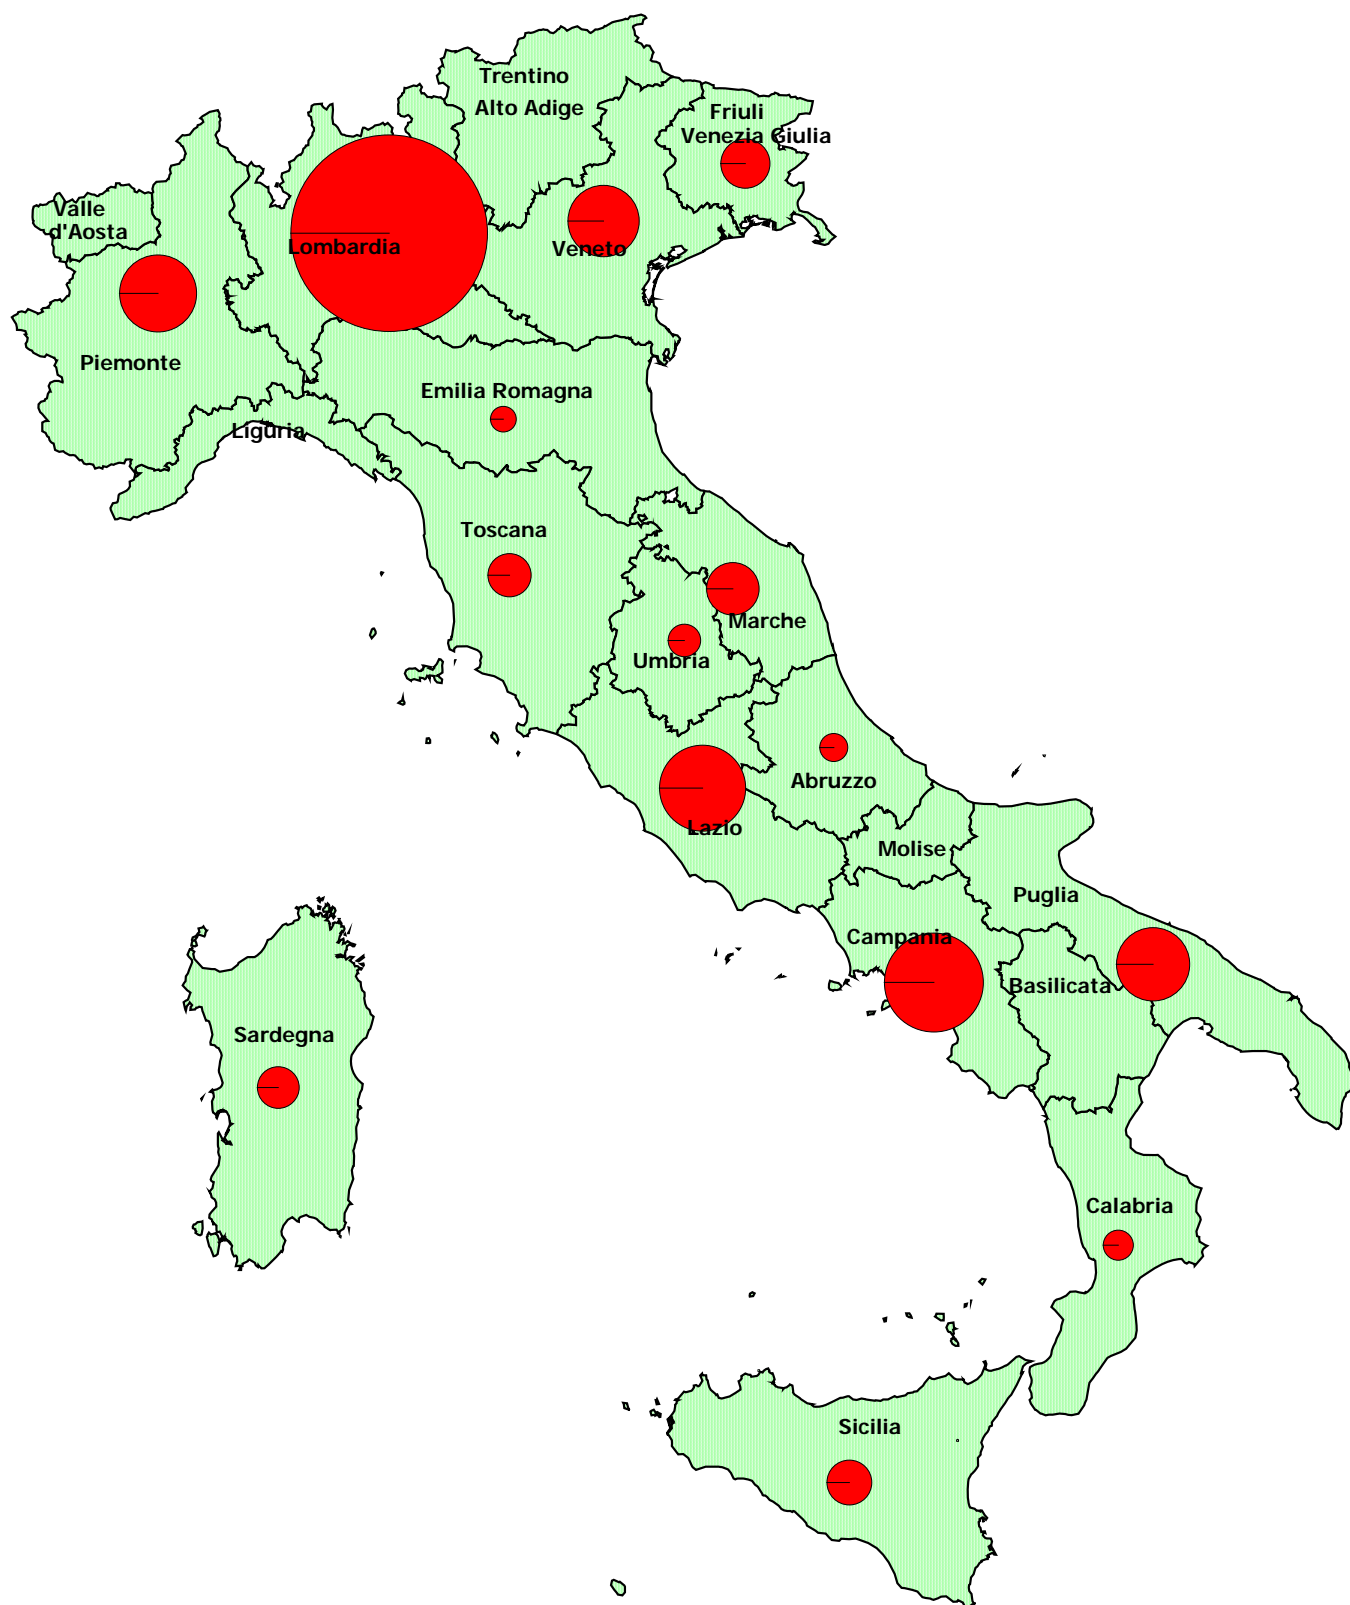 Trentino
Alto Adige
Friuli
Venezia Giulia
Valle
d'Aosta
Lombardia
Veneto
Piemonte
Emilia Romagna
Liguria
Toscana
Marche
Umbria
Abruzzo
Lazio
Molise
Puglia
Campania
Basilicata
Sardegna
Calabria
Sicilia